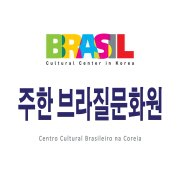 BRASIL
Cultural Center in Korea
주한 브라질문화원
Centro Cultural Brasileiro na Coreia